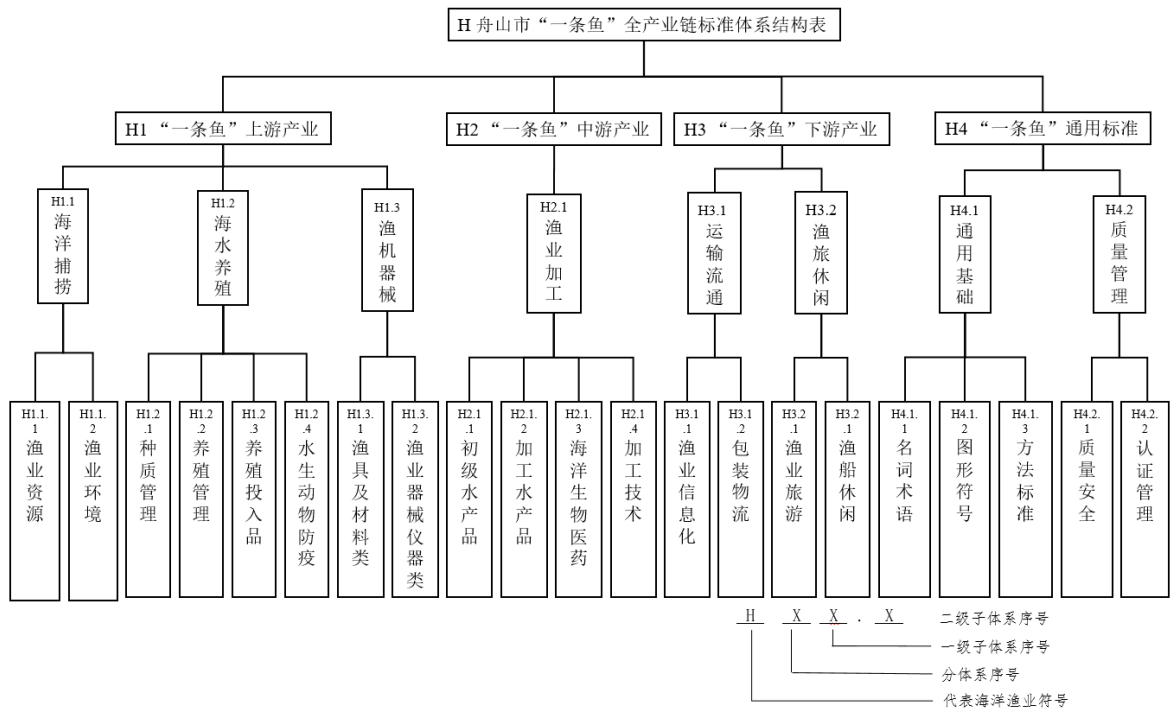 H 舟山市“一条鱼”全产业链标准体系结构表
H1 “一条鱼”上游产业
H2 “一条鱼”中游产业
H3 “一条鱼”下游产业
H4 “一条鱼”通用标准
H1.1 海洋捕捞
H1.2 海水养殖
H1.3 渔机器械
H2.1 渔业加工
H3.1 运输流通
H3.2 渔旅休闲
H4.1 通用基础
H4.2 质量管理
H1.1.1 渔业资源
H1.1.2 渔业环境
H1.2.1 种质管理
H1.2.2 养殖管理
H1.2.3 养殖投入品
H1.2.4 水生动物防疫
H1.3.1 渔具及材料类
H1.3.2 渔业器械仪器类
H2.1.1 初级水产品
H2.1.2 加工水产品
H2.1.3 海洋生物医药
H2.1.4 加工技术
H3.1.1 渔业信息化
H3.1.2 包装物流
H3.2.1 渔业旅游
H3.2.1 渔船休闲
H4.1.1 名词术语
H4.1.2 图形符号
H4.1.3 方法标准
H4.2.1 质量安全
H4.2.2 认证管理
H X X . X 二级子体系序号
一级子体系序号
分体系序号
代表海洋渔业符号